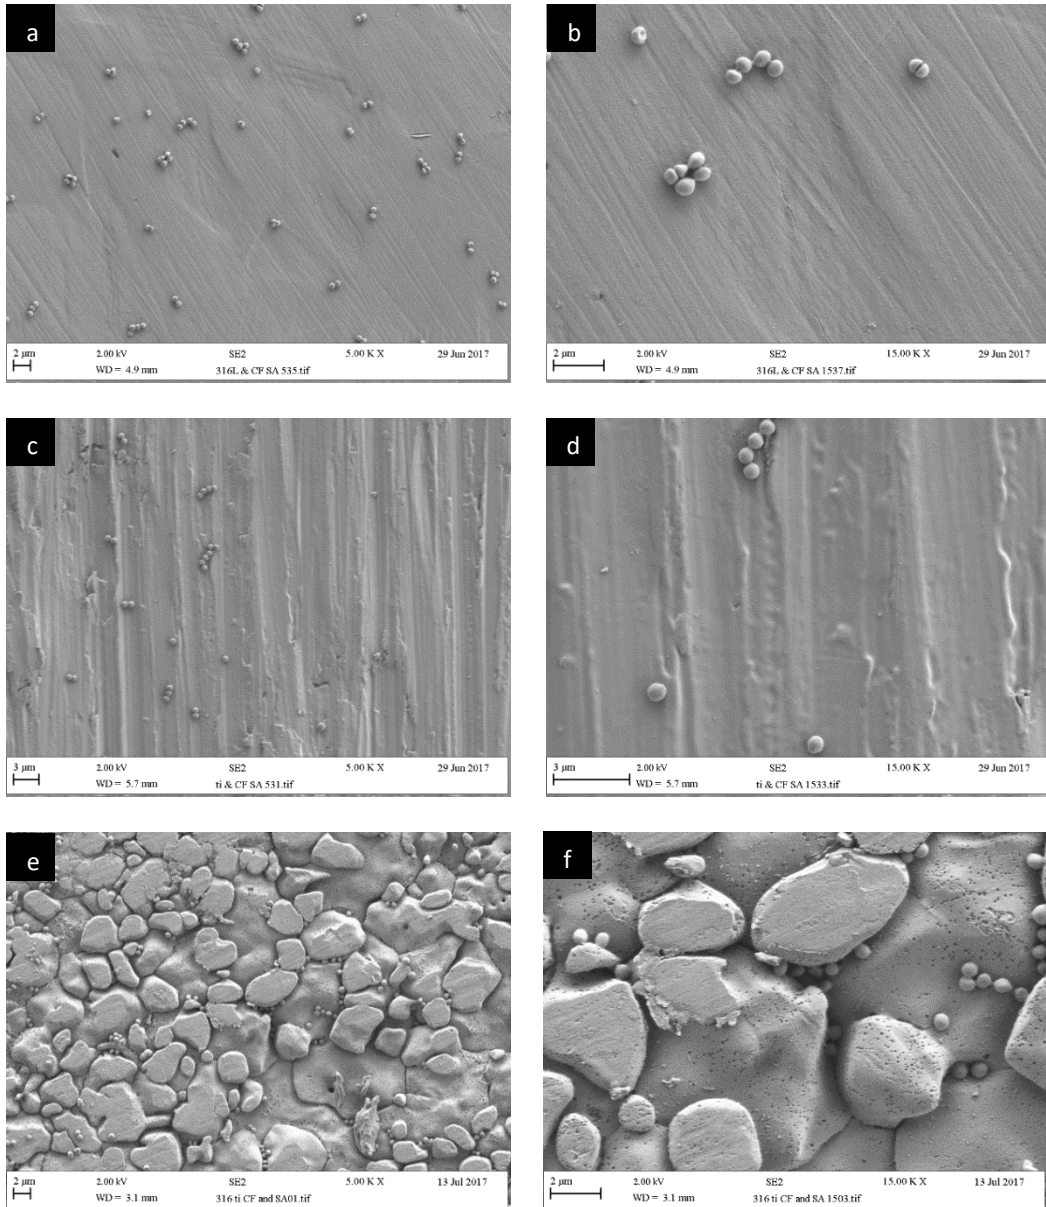 a
b
2 µm 2.00 kV SE2 5.00 K X 29 Jun 2017
WD = 4.9 mm 316L & CF SA 535.tif
2 µm 2.00 kV SE2 15.00 K X 29 Jun 2017
WD = 4.9 mm 316L & CF SA 1537.tif
c
d
3 µm 2.00 kV SE2 5.00 K X 29 Jun 2017
WD = 5.7 mm ti & CF SA 531.tif
3 µm 2.00 kV SE2 15.00 K X 29 Jun 2017
WD = 5.7 mm ti & CF SA 1533.tif
e
f
2 µm 2.00 kV SE2 5.00 K X 13 Jul 2017
WD = 3.1 mm 316 ti CF and SA01.tif
2 µm 2.00 kV SE2 15.00 K X 13 Jul 2017
WD = 3.1 mm 316 ti CF and SA 1503.tif